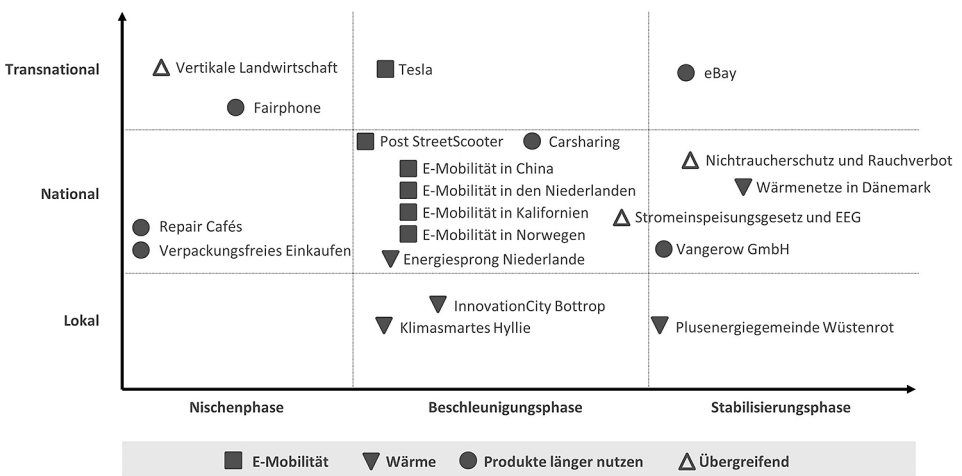 Transnational
Vertikale Landwirtschaft
Tesla
eBay
Fairphone
Post StreetScooter
Carsharing
E-Mobilität in China
Nichtraucherschutz und Rauchverbot
National
E-Mobilität in den Niederlanden
Wärmenetze in Dänemark
E-Mobilität in Kalifornien
Stromeinspeisungsgesetz und EEG
Repair Cafés
E-Mobilität in Norwegen
Verpackungsfreies Einkaufen
Vangerow GmbH
Energiesprong Niederlande
InnovationCity Bottrop
Lokal
Klimasmartes Hyllie
Plusenergiegemeinde Wüstenrot
Nischenphase
Beschleunigungsphase
Stabilisierungsphase
E-Mobilität
Wärme
Produkte länger nutzen
Übergreifend